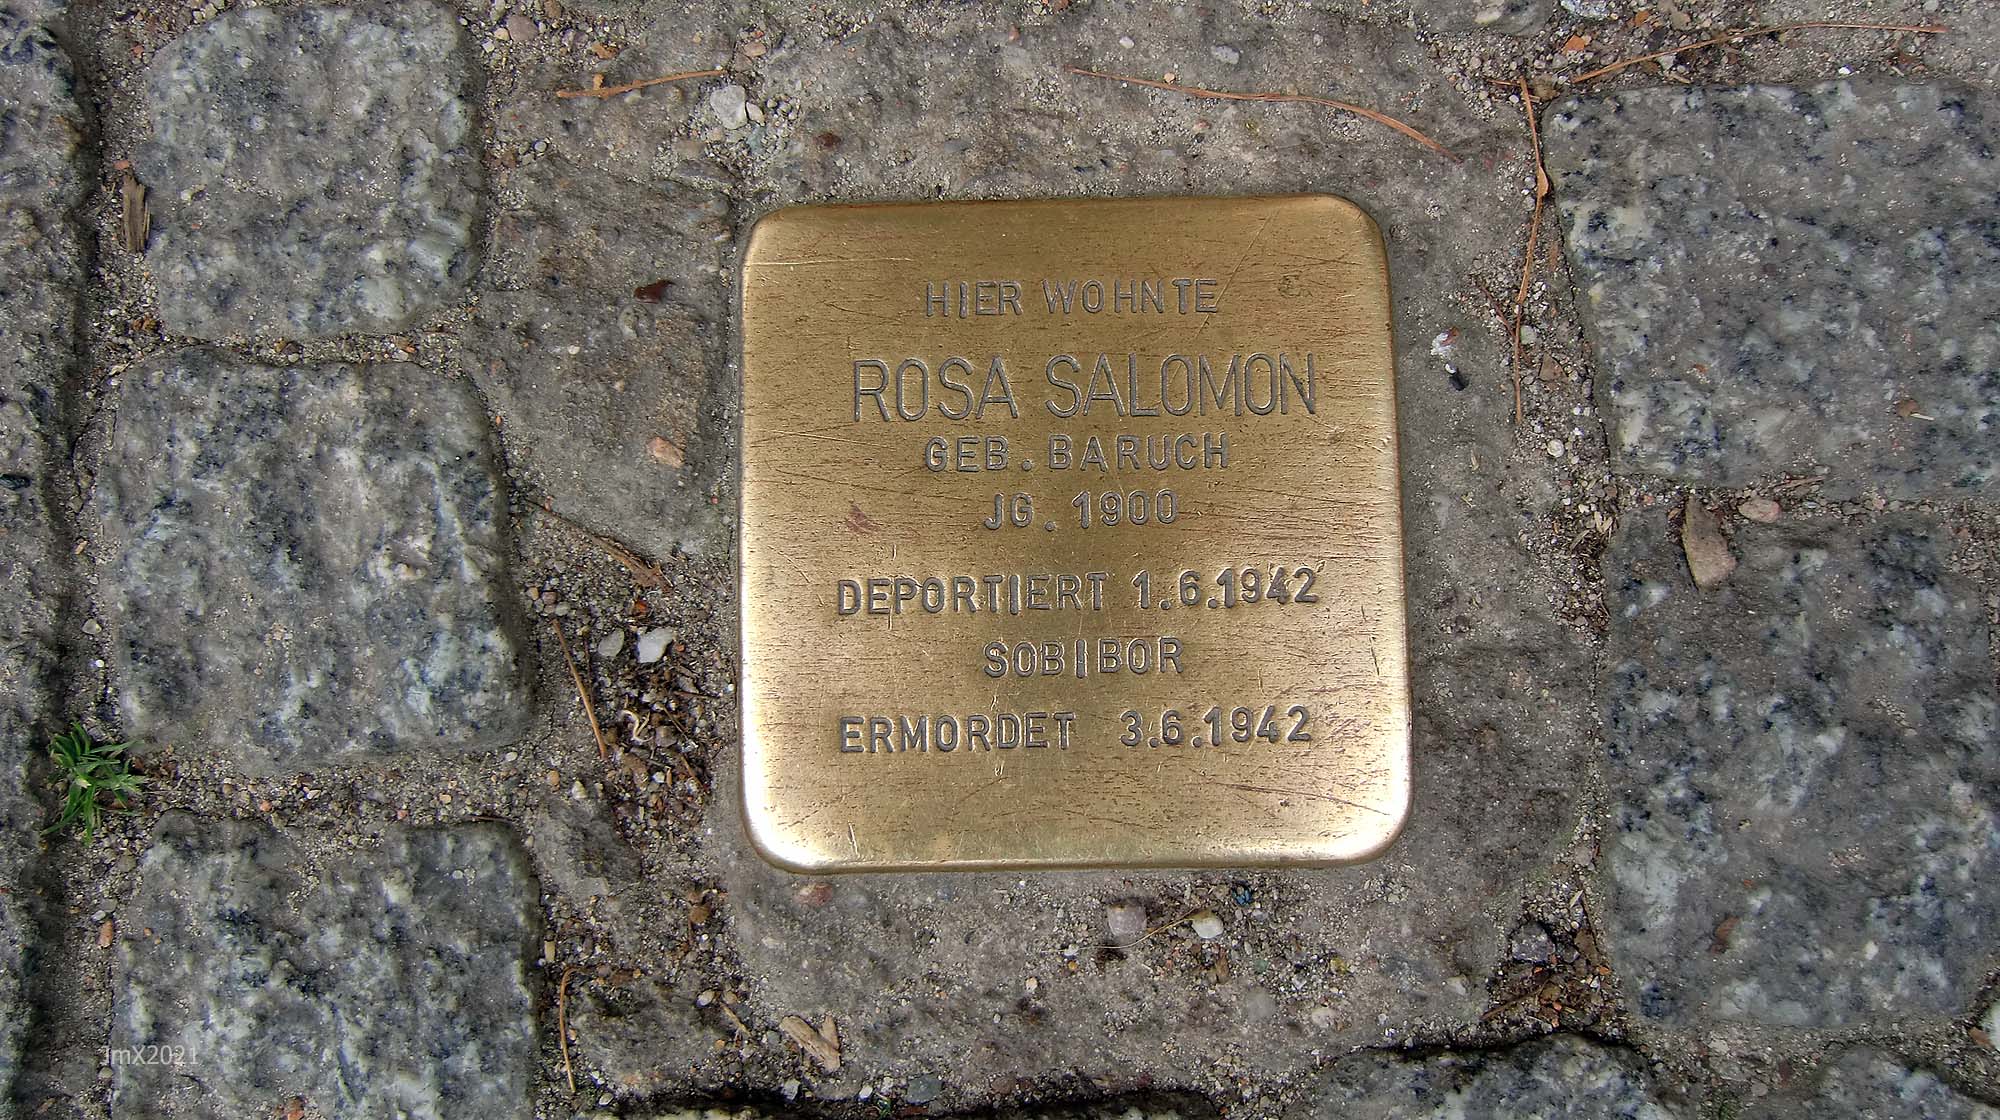 HIER WOHNTE
ROSA SALOMON
GEB. BARUCH
JG. 1900
DEPORTIERT 1.6.1942
SOBIBOR
ERMORDET 3.6.1942
JmX2021